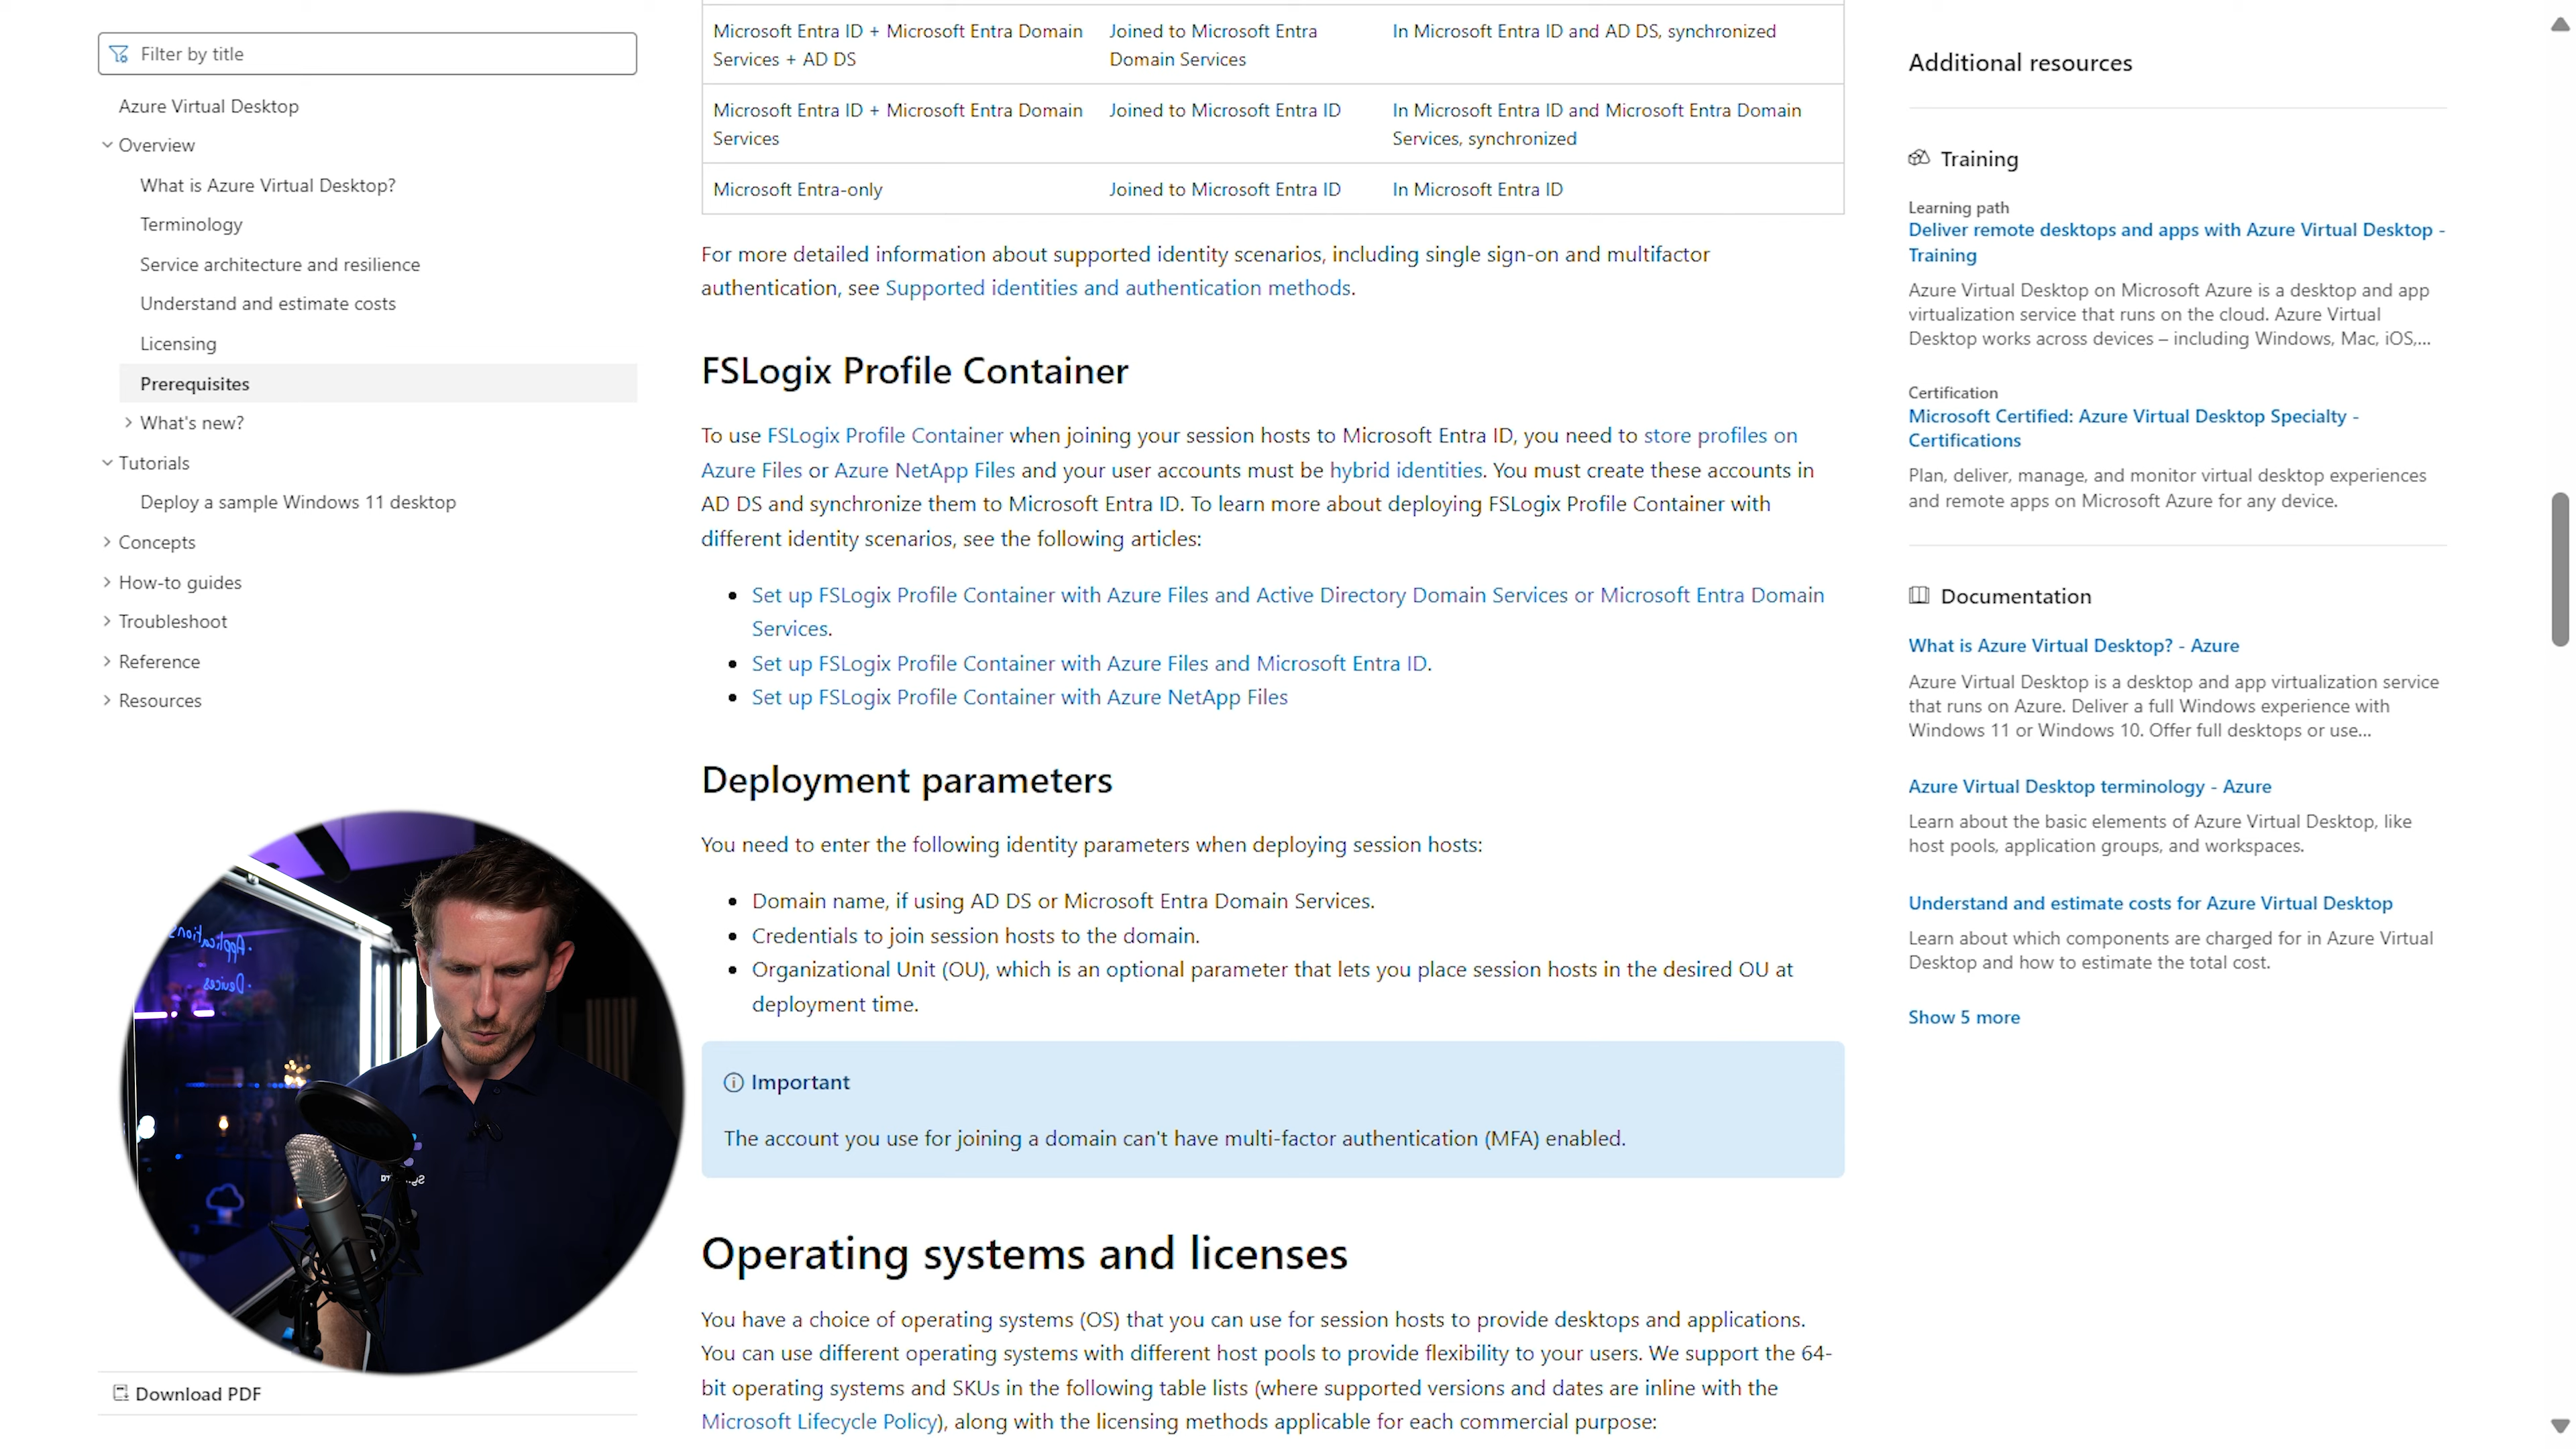 Filter by title
Azure Virtual Desktop
Overview
What is Azure Virtual Desktop?
Terminology
Service architecture and resilience
Understand and estimate costs
Licensing
Prerequisites
What's new?
Tutorials
Deploy a sample Windows 11 desktop
Concepts
How-to guides
Troubleshoot
Reference
Resources
· Applications
· Devices
Download PDF
Microsoft Entra ID + Microsoft Entra Domain
Services + AD DS
Joined to Microsoft Entra
Domain Services
In Microsoft Entra ID and AD DS, synchronized
Microsoft Entra ID + Microsoft Entra Domain
Services
Joined to Microsoft Entra ID
In Microsoft Entra ID and Microsoft Entra Domain
Services, synchronized
Microsoft Entra-only
Joined to Microsoft Entra ID
In Microsoft Entra ID
For more detailed information about supported identity scenarios, including single sign-on and multifactor
authentication, see Supported identities and authentication methods.
FSLogix Profile Container
To use FSLogix Profile Container when joining your session hosts to Microsoft Entra ID, you need to store profiles on
Azure Files or Azure NetApp Files and your user accounts must be hybrid identities. You must create these accounts in
AD DS and synchronize them to Microsoft Entra ID. To learn more about deploying FSLogix Profile Container with
different identity scenarios, see the following articles:
• Set up FSLogix Profile Container with Azure Files and Active Directory Domain Services or Microsoft Entra Domain
Services.
• Set up FSLogix Profile Container with Azure Files and Microsoft Entra ID.
• Set up FSLogix Profile Container with Azure NetApp Files
Deployment parameters
You need to enter the following identity parameters when deploying session hosts:
• Domain name, if using AD DS or Microsoft Entra Domain Services.
• Credentials to join session hosts to the domain.
• Organizational Unit (OU), which is an optional parameter that lets you place session hosts in the desired OU at
deployment time.
Important
The account you use for joining a domain can't have multi-factor authentication (MFA) enabled.
Operating systems and licenses
You have a choice of operating systems (OS) that you can use for session hosts to provide desktops and applications.
You can use different operating systems with different host pools to provide flexibility to your users. We support the 64-
bit operating systems and SKUs in the following table lists (where supported versions and dates are inline with the
Microsoft Lifecycle Policy), along with the licensing methods applicable for each commercial purpose:
Additional resources
Training
Learning path
Deliver remote desktops and apps with Azure Virtual Desktop -
Training
Azure Virtual Desktop on Microsoft Azure is a desktop and app
virtualization service that runs on the cloud. Azure Virtual
Desktop works across devices – including Windows, Mac, iOS,...
Certification
Microsoft Certified: Azure Virtual Desktop Specialty -
Certifications
Plan, deliver, manage, and monitor virtual desktop experiences
and remote apps on Microsoft Azure for any device.
Documentation
What is Azure Virtual Desktop? - Azure
Azure Virtual Desktop is a desktop and app virtualization service
that runs on Azure. Deliver a full Windows experience with
Windows 11 or Windows 10. Offer full desktops or use...
Azure Virtual Desktop terminology - Azure
Learn about the basic elements of Azure Virtual Desktop, like
host pools, application groups, and workspaces.
Understand and estimate costs for Azure Virtual Desktop
Learn about which components are charged for in Azure Virtual
Desktop and how to estimate the total cost.
Show 5 more